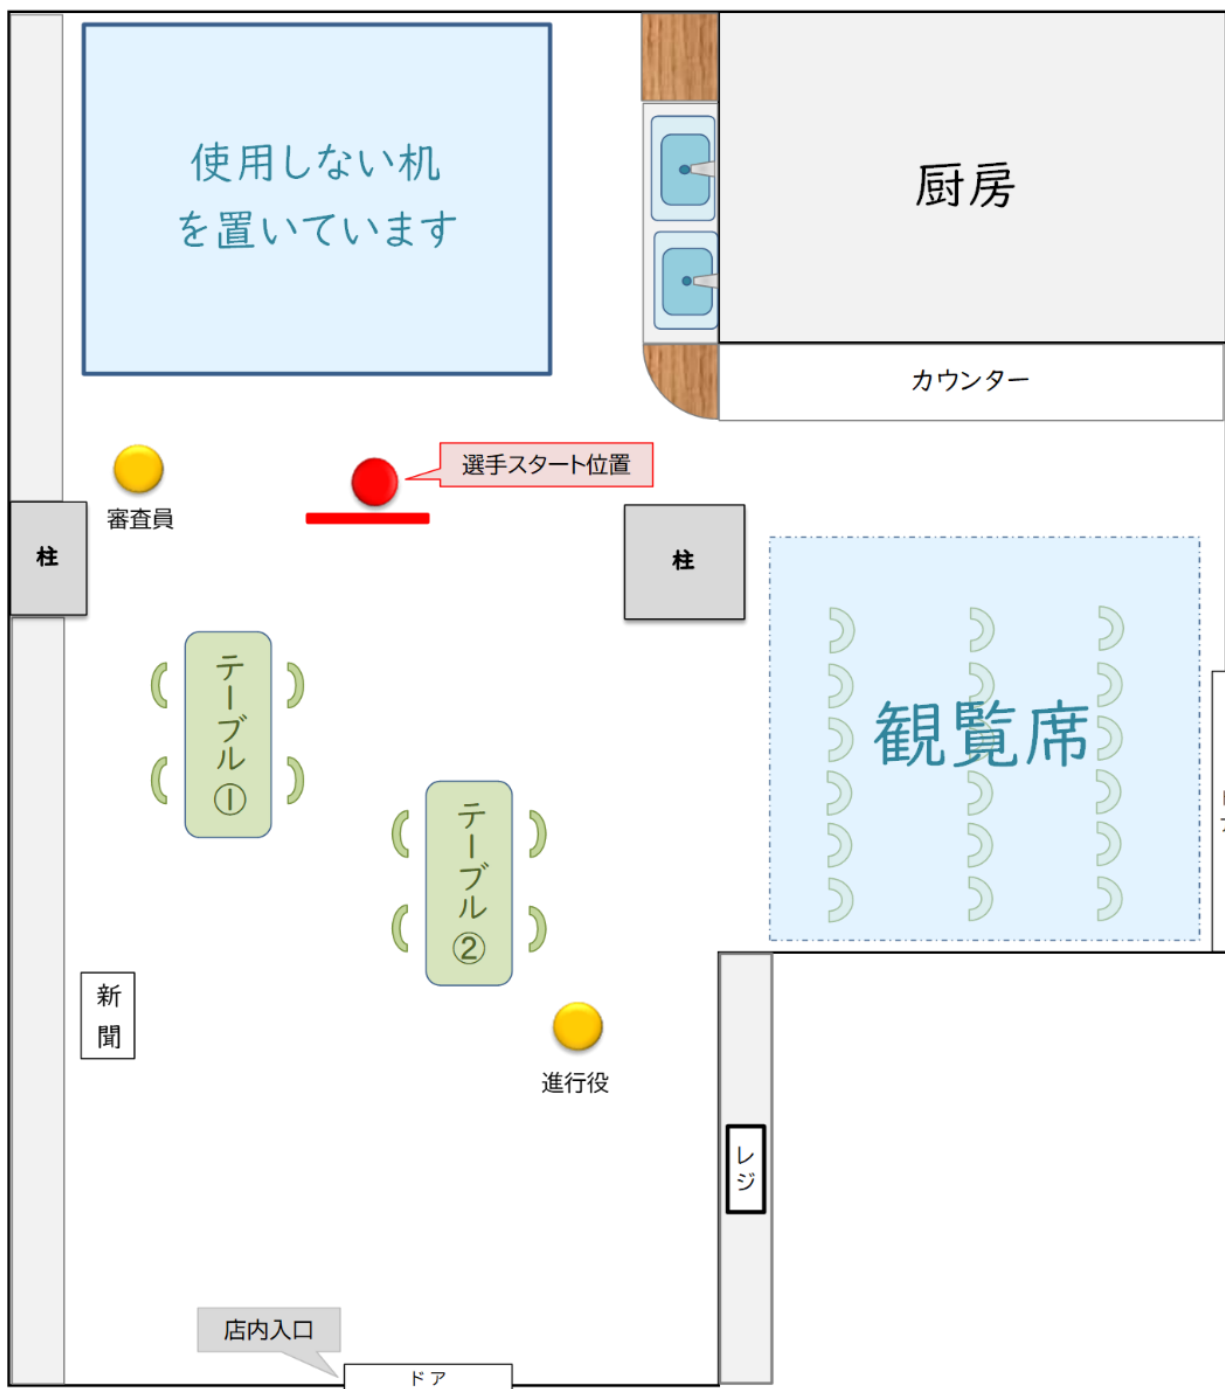 使用しない机
を置いています
厨房
カウンター
選手スタート位置
審査員
柱
柱
テーブル①
観覧席
テーブル②
新聞
進行役
レジ
店内入口
ドア